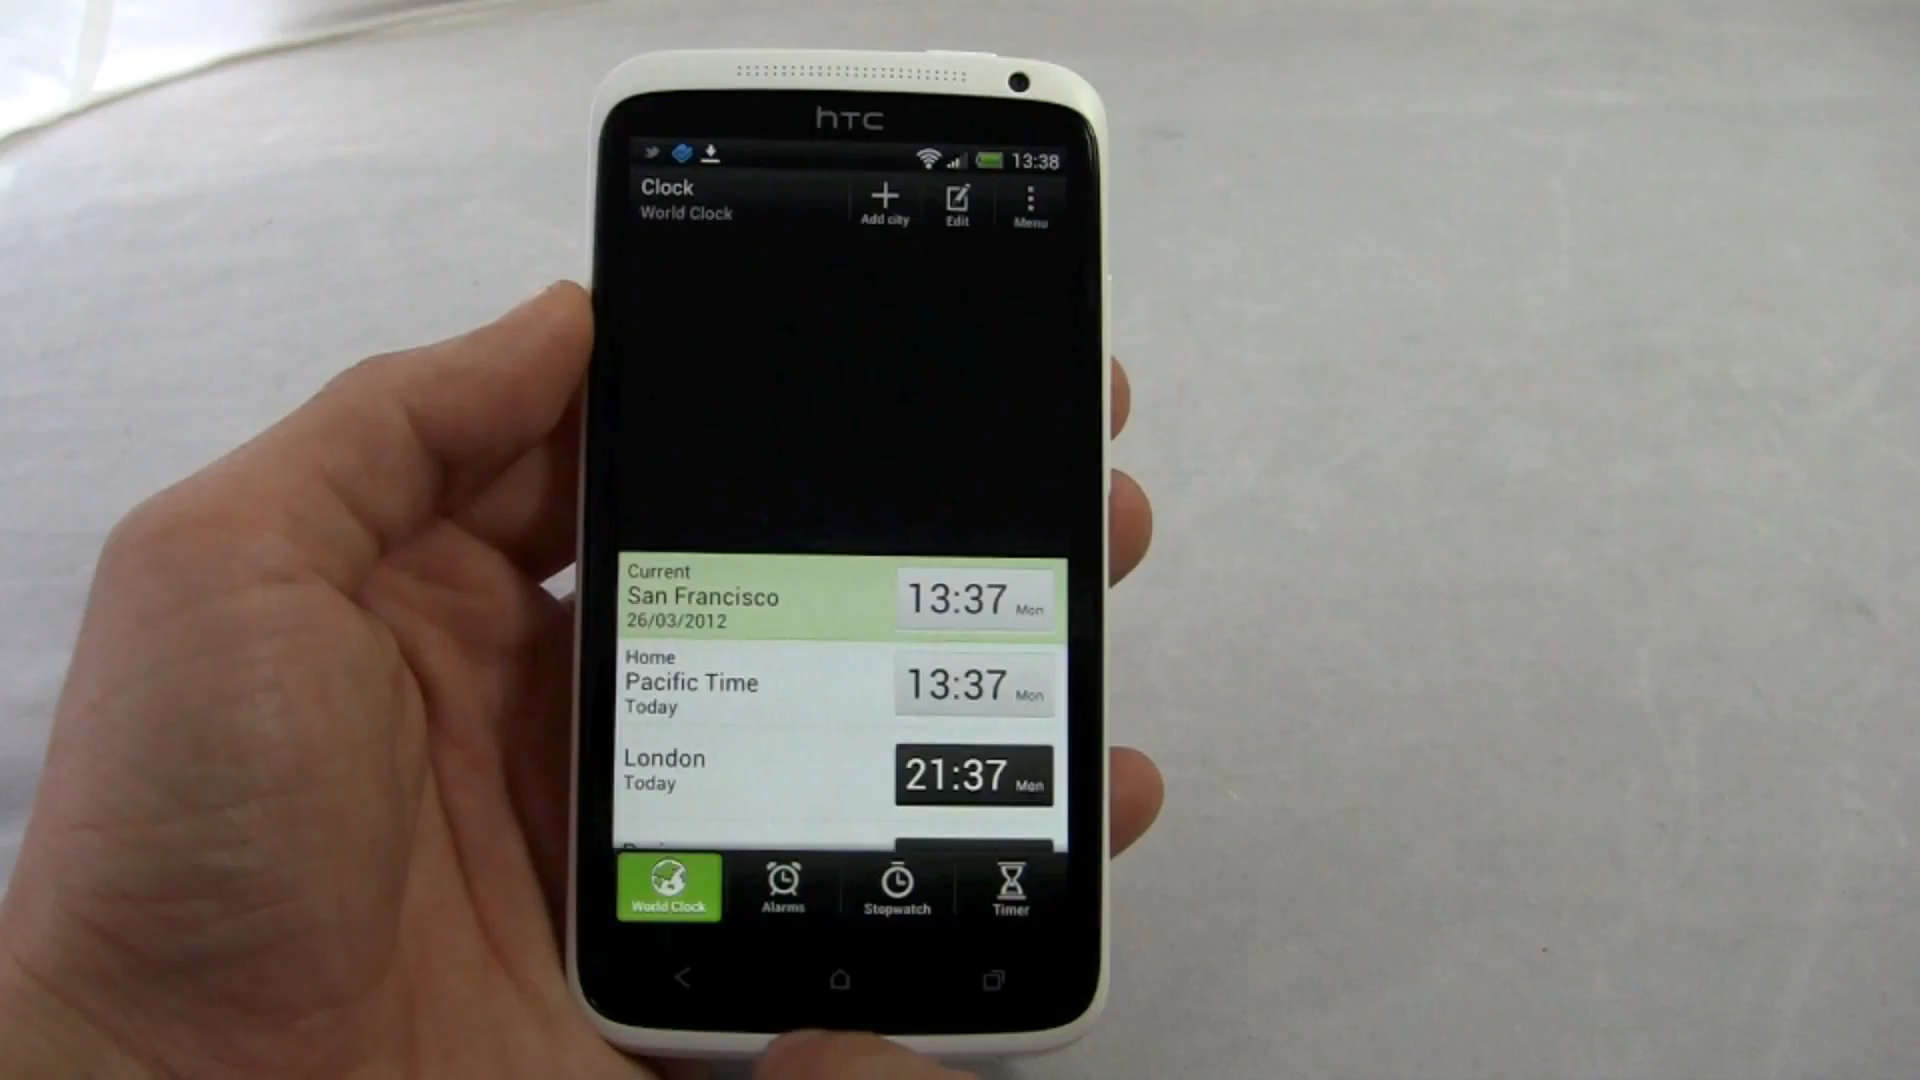 hTC
13:38
Clock
World Clock
Add city
Edit
Menu
Current
San Francisco
26/03/2012
13:37 Mon
Home
Pacific Time
Today
13:37 Mon
London
Today
21:37 Mon
World Clock
Alarms
Stopwatch
Timer